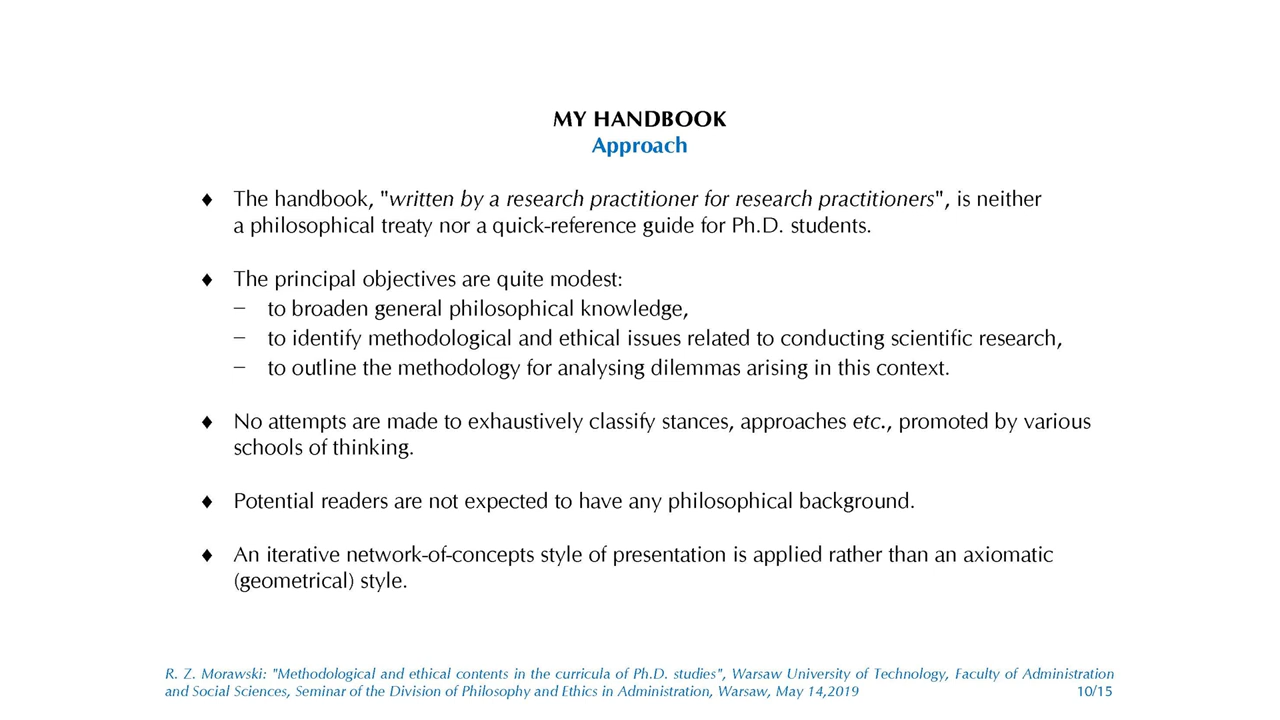 MY HANDBOOK
Approach
♦ The handbook, "written by a research practitioner for research practitioners", is neither
a philosophical treaty nor a quick-reference guide for Ph.D. students.
♦ The principal objectives are quite modest:
− to broaden general philosophical knowledge,
− to identify methodological and ethical issues related to conducting scientific research,
− to outline the methodology for analysing dilemmas arising in this context.
♦ No attempts are made to exhaustively classify stances, approaches etc., promoted by various
schools of thinking.
♦ Potential readers are not expected to have any philosophical background.
♦ An iterative network-of-concepts style of presentation is applied rather than an axiomatic
(geometrical) style.
R. Z. Morawski: "Methodological and ethical contents in the curricula of Ph.D. studies", Warsaw University of Technology, Faculty of Administration
and Social Sciences, Seminar of the Division of Philosophy and Ethics in Administration, Warsaw, May 14,2019 10/15